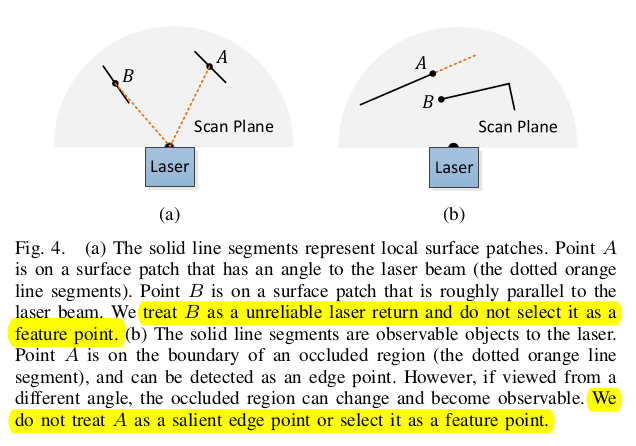 A
B
Scan Plane
Laser
(a)
A
B
Scan Plane
Laser
(b)
Fig. 4. (a) The solid line segments represent local surface patches. Point A
is on a surface patch that has an angle to the laser beam (the dotted orange
line segments). Point B is on a surface patch that is roughly parallel to the
laser beam. We treat B as a unreliable laser return and do not select it as a
feature point. (b) The solid line segments are observable objects to the laser.
Point A is on the boundary of an occluded region (the dotted orange line
segment), and can be detected as an edge point. However, if viewed from a
different angle, the occluded region can change and become observable. We
do not treat A as a salient edge point or select it as a feature point.